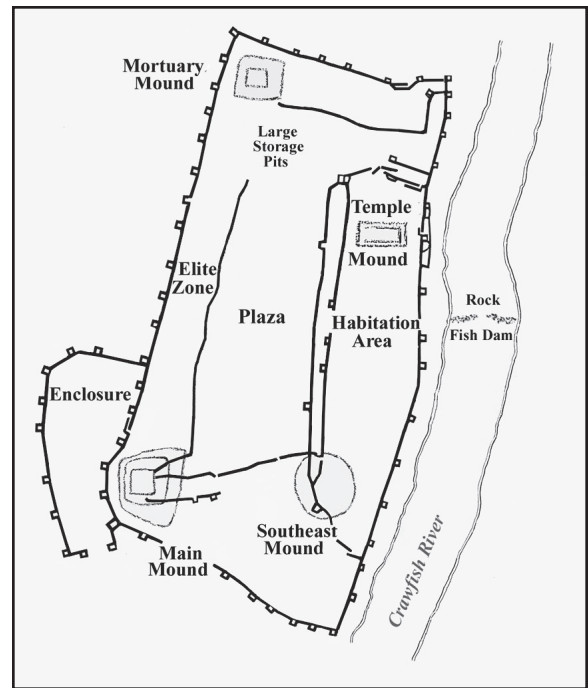 Mortuary
Mound
Large
Storage
Pits
Temple
Mound
Elite
Zone
Plaza
Habitation
Area
Rock
Fish Dam
Enclosure
Southeast
Mound
Main
Mound
Crawfish River